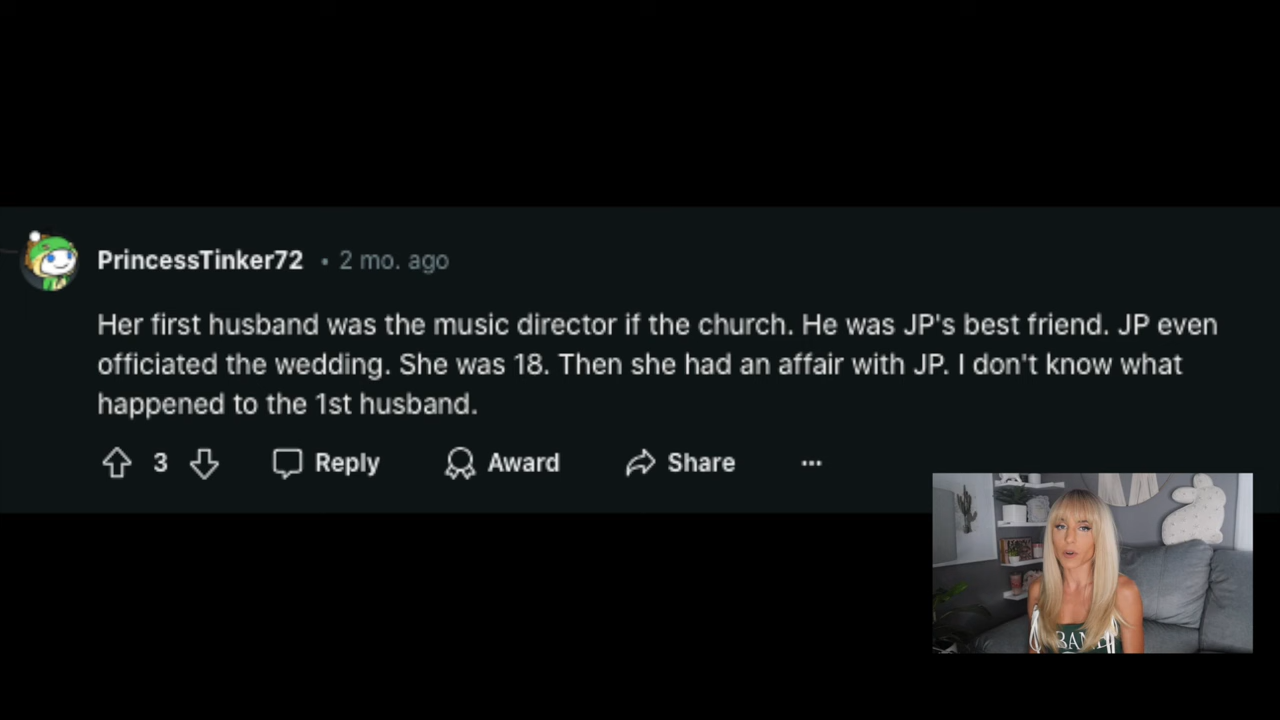 PrincessTinker72 • 2 mo. ago
Her first husband was the music director if the church. He was JP's best friend. JP even
officiated the wedding. She was 18. Then she had an affair with JP. I don't know what
happened to the 1st husband.
3 Reply Award Share ...